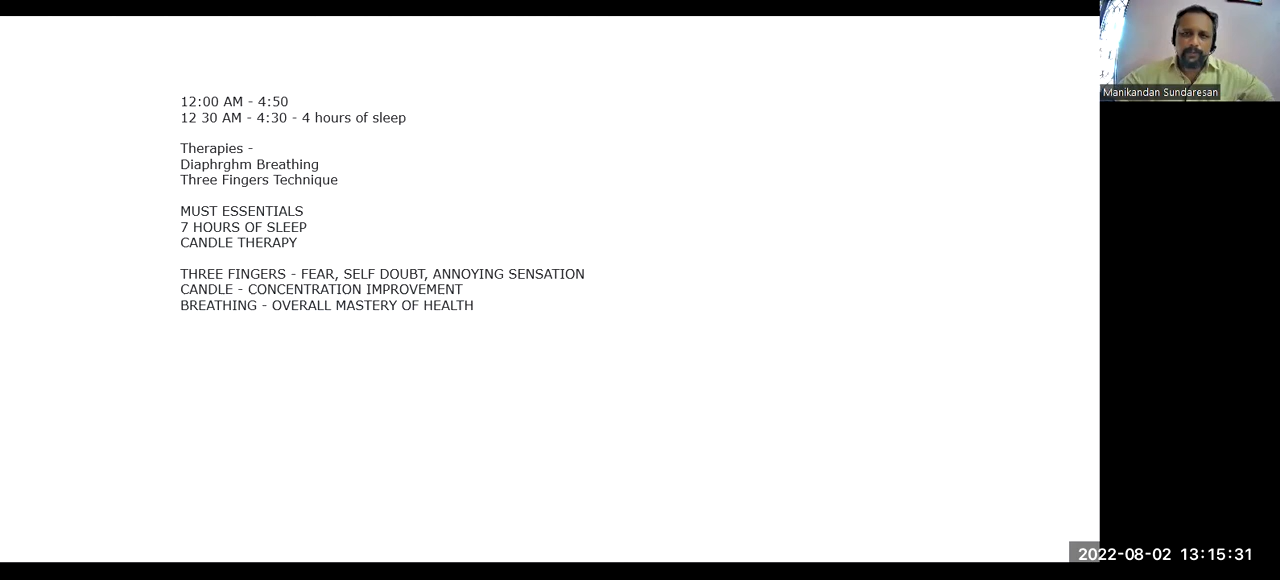 12:00 AM - 4:50
12 30 AM - 4:30 - 4 hours of sleep
Therapies -
Diaphrghm Breathing
Three Fingers Technique
MUST ESSENTIALS
7 HOURS OF SLEEP
CANDLE THERAPY
THREE FINGERS - FEAR, SELF DOUBT, ANNOYING SENSATION
CANDLE - CONCENTRATION IMPROVEMENT
BREATHING - OVERALL MASTERY OF HEALTH
Manikandan Sundaresan
2022-08-02 13:15:31